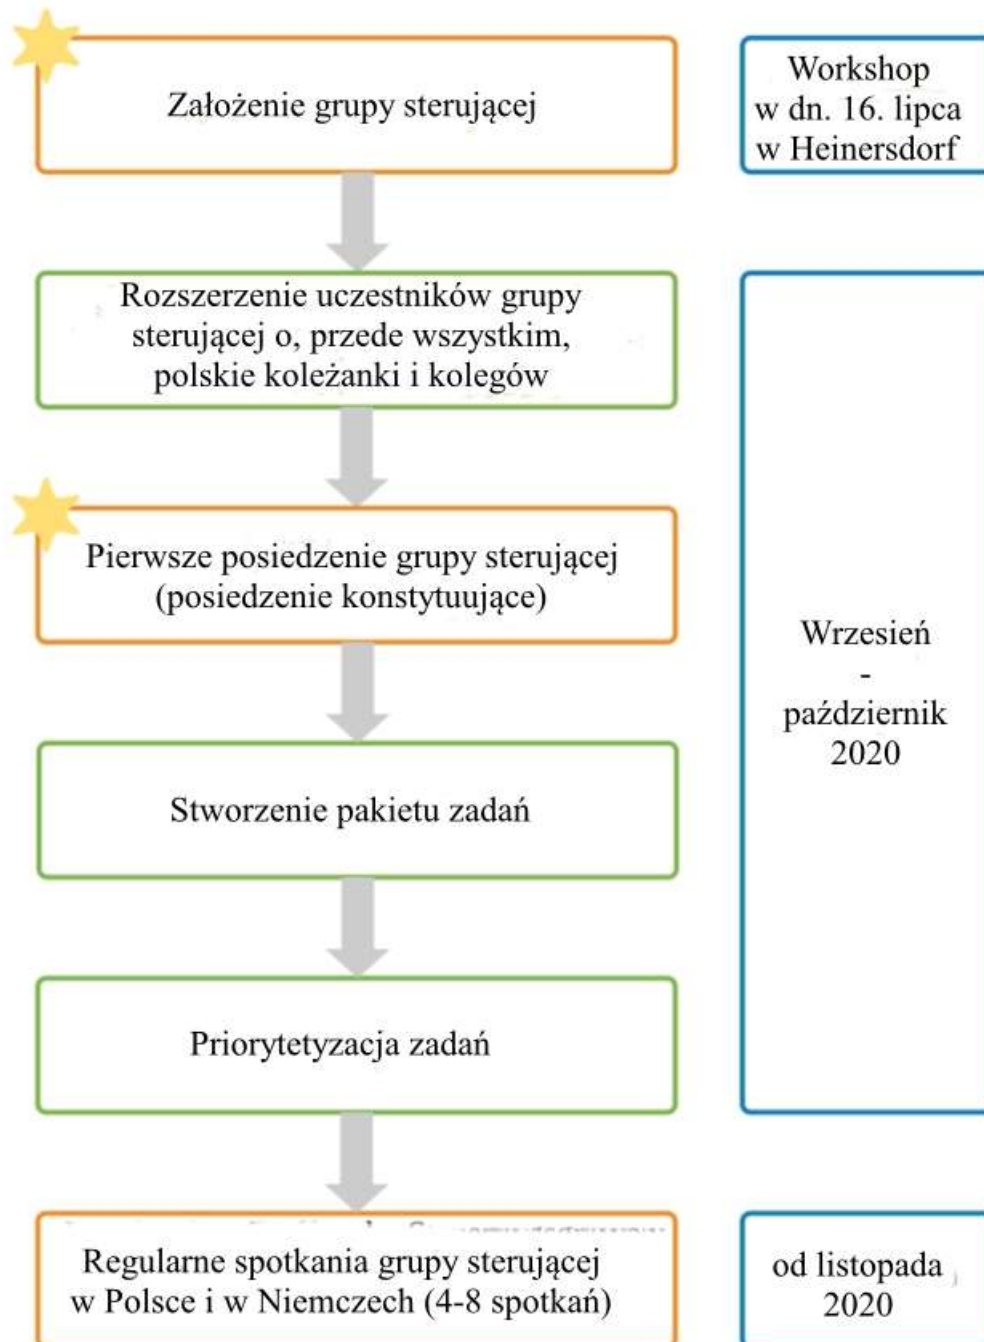 Założenie grupy sterującej
Workshop
w dn. 16. lipca
w Heinersdorf
Rozszerzenie uczestników grupy
sterującej o, przede wszystkim,
polskie koleżanki i kolegów
Pierwsze posiedzenie grupy sterującej
(posiedzenie konstytuujące)
Stworzenie pakietu zadań
Priorytetyzacja zadań
Wrzesień
-
październik
2020
Regularne spotkania grupy sterującej
w Polsce i w Niemczech (4-8 spotkań)
od listopada
2020